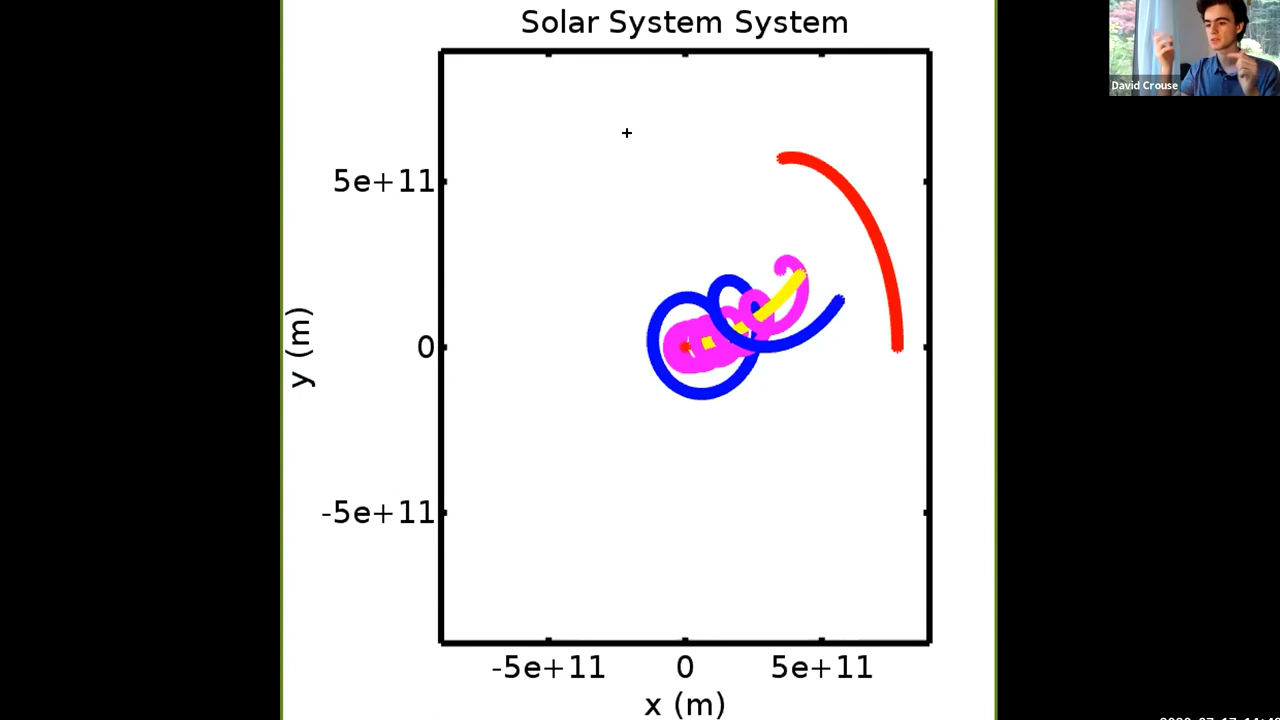 Solar System System
David Crouse
5e+11
y (m)
0
-5e+11
-5e+11 0 5e+11
x (m)